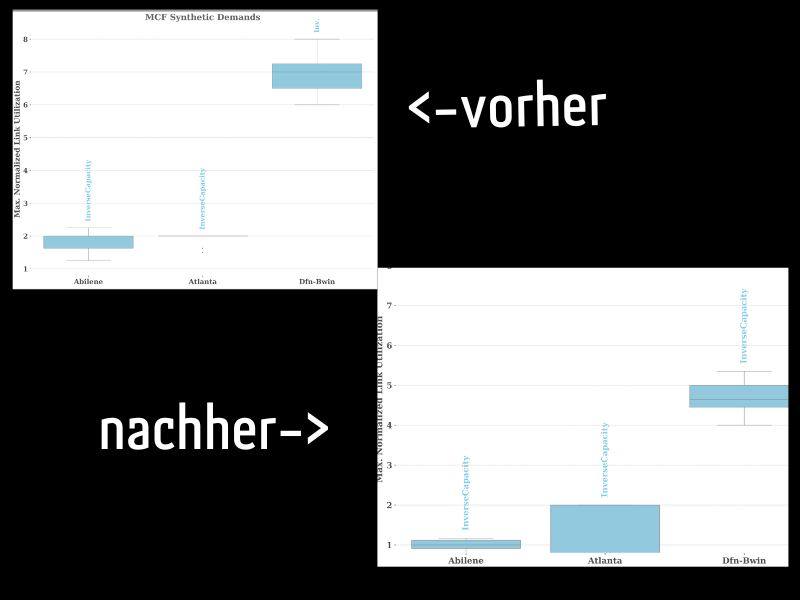 MCF Synthetic Demands
Inv.
8
7
6
5
4
3
2
1
Max. Normalized Link Utilization
InverseCapacity
InverseCapacity
Abilene
Atlanta
Dfn-Bwin
<-vorher
nachher->
7
6
5
4
3
2
1
Max. Normalized Link Utilization
InverseCapacity
InverseCapacity
InverseCapacity
Abilene
Atlanta
Dfn-Bwin